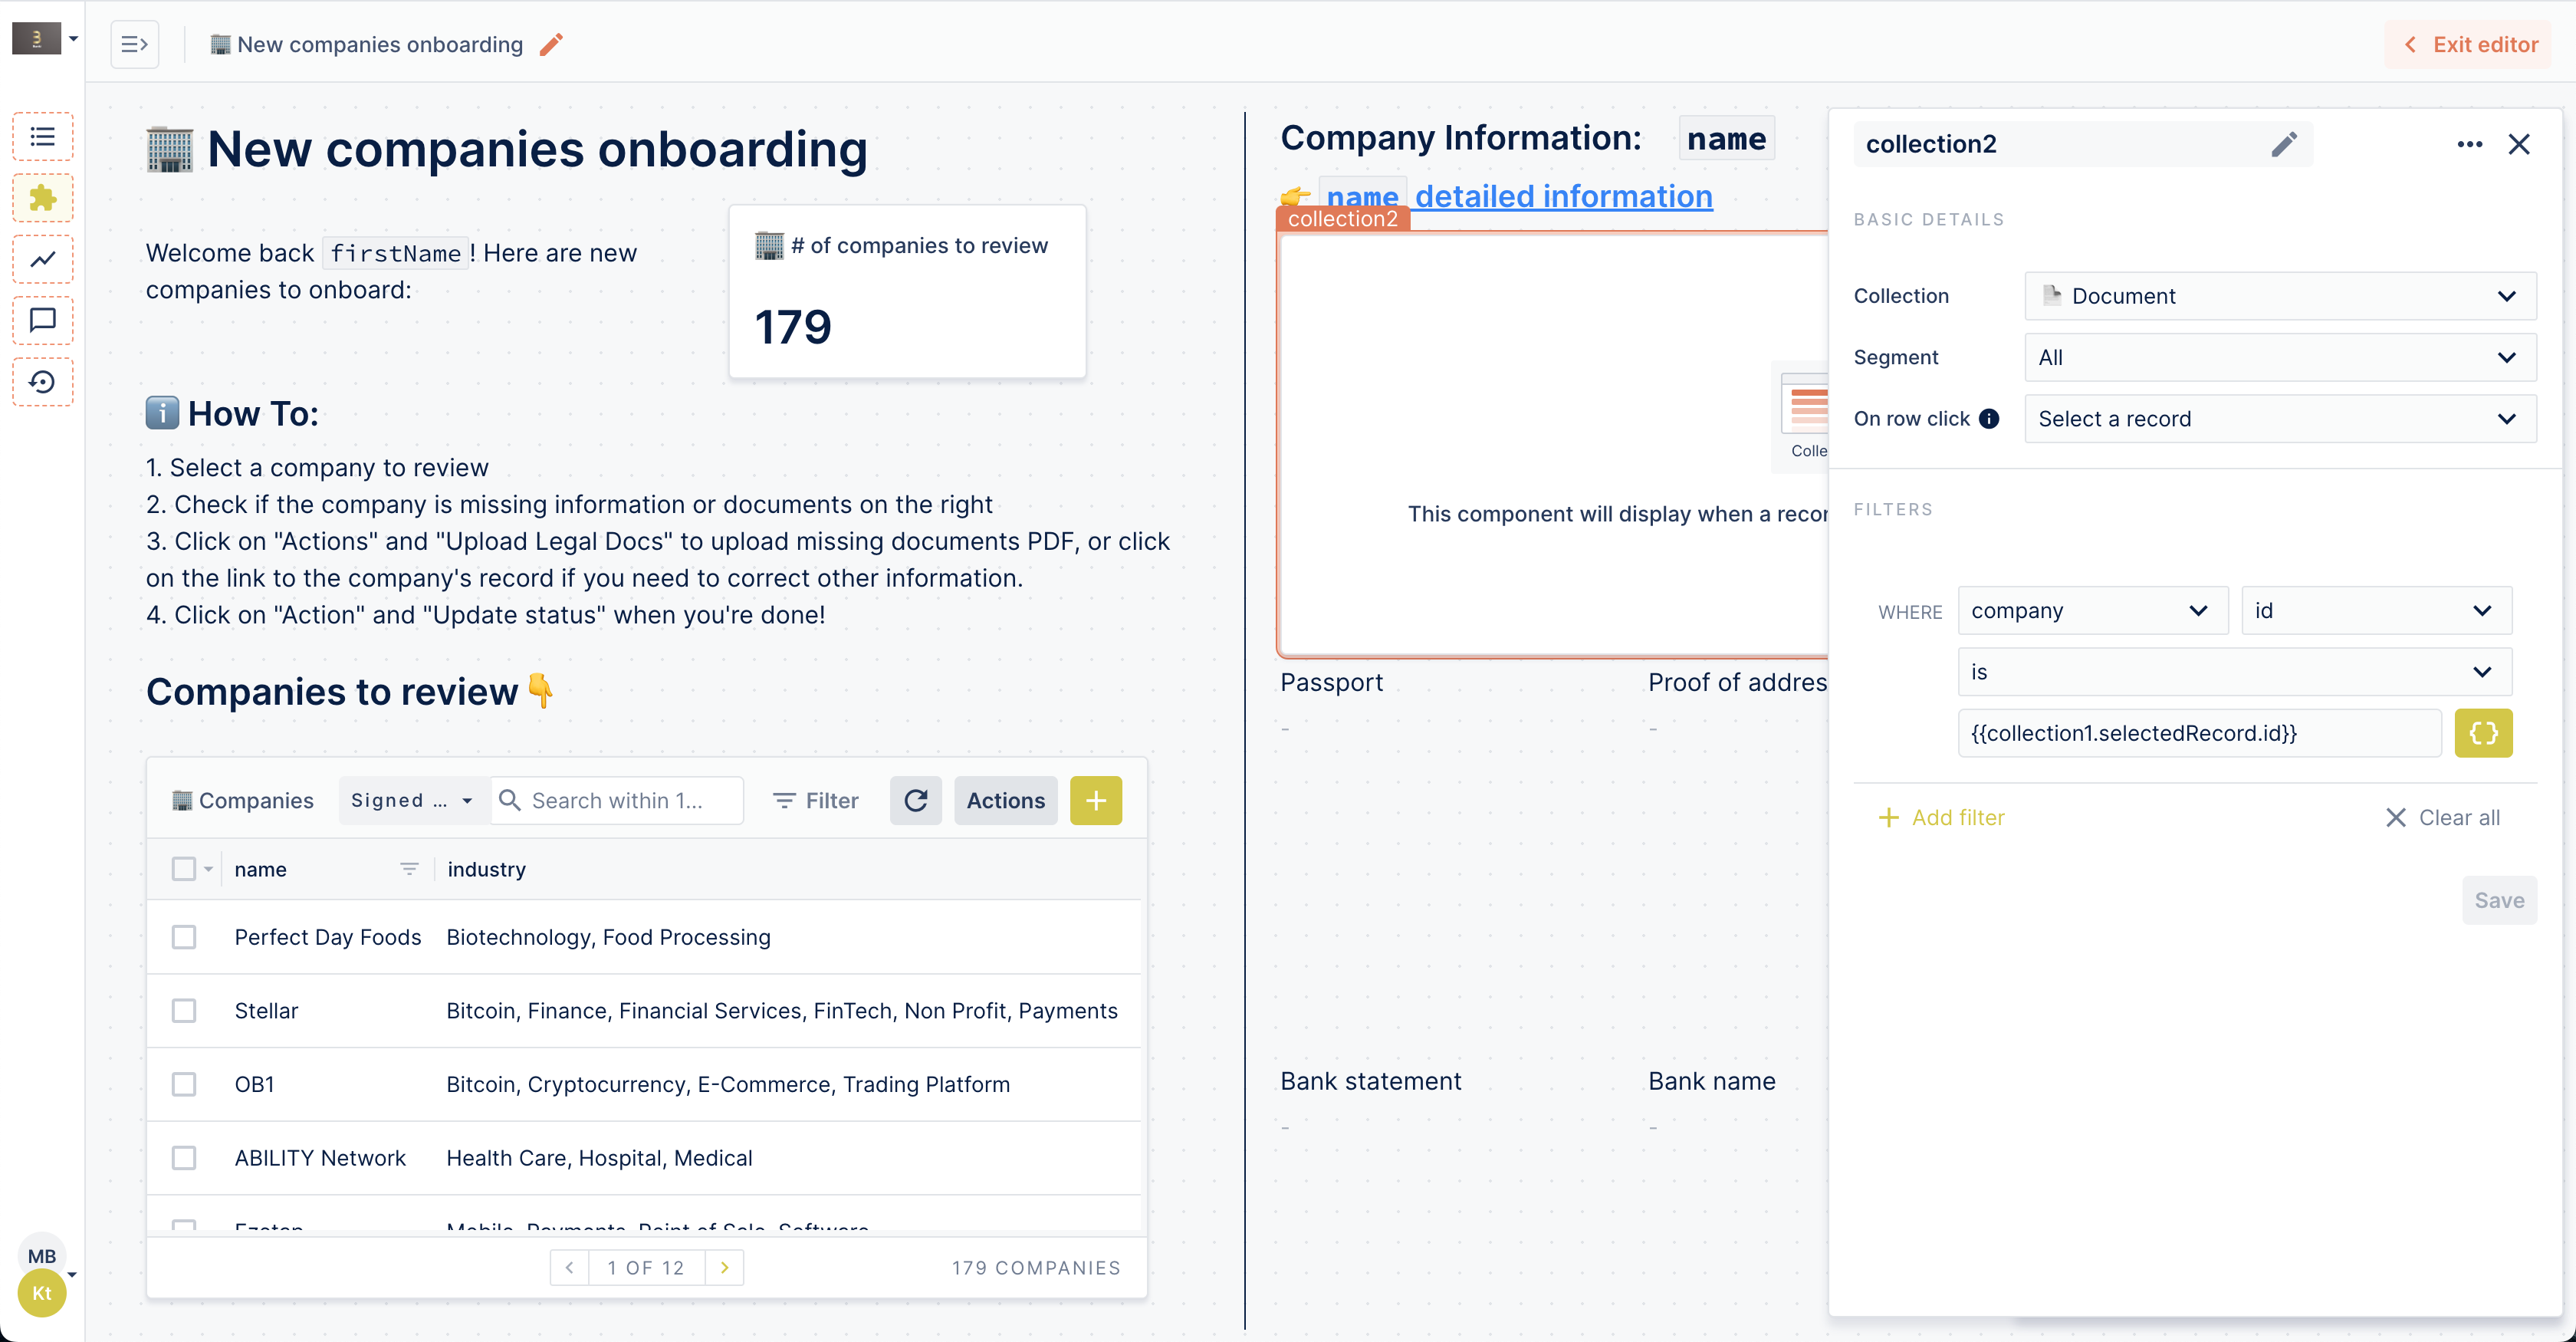 New companies onboarding
Exit editor
New companies onboarding
Welcome back firstName! Here are new
companies to onboard:
# of companies to review
179
How To:
1. Select a company to review
2. Check if the company is missing information or documents on the right
3. Click on "Actions" and "Upload Legal Docs" to upload missing documents PDF, or click
on the link to the company's record if you need to correct other information.
4. Click on "Action" and "Update status" when you're done!
Companies to review
Companies
Signed ...
Search within 1...
Filter
Actions
name
industry
Perfect Day Foods
Biotechnology, Food Processing
Stellar
Bitcoin, Finance, Financial Services, FinTech, Non Profit, Payments
OB1
Bitcoin, Cryptocurrency, E-Commerce, Trading Platform
ABILITY Network
Health Care, Hospital, Medical
Mobile, Payments, Point of Sale, Software
1 OF 12
179 COMPANIES
MB
Kt
Company Information: name
name detailed information
collection2
Colle
This component will display when a recor
Passport
Proof of addres
-
-
Bank statement
Bank name
-
-
collection2
BASIC DETAILS
Collection
Document
Segment
All
On row click
Select a record
FILTERS
WHERE
company
id
is
{{collection1.selectedRecord.id}}
{}
Add filter
Clear all
Save